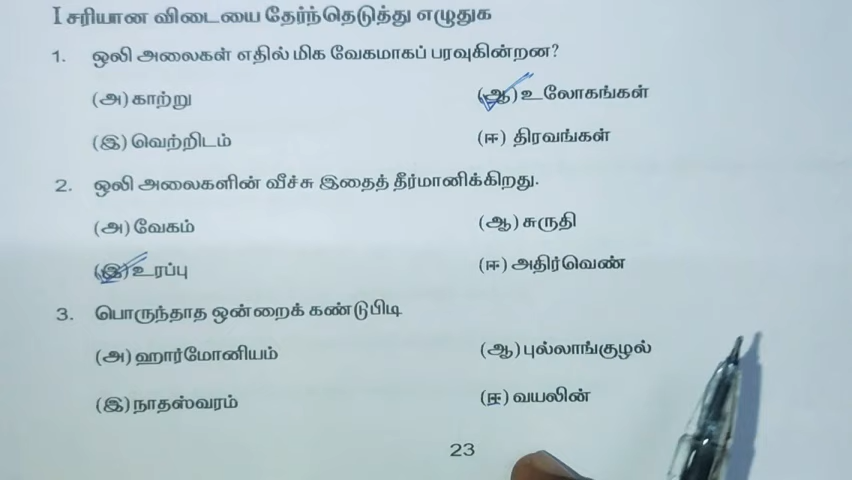 I சரியான விடையை தேர்ந்தெடுத்து எழுதுக
1. ஒலி அலைகள் எதில் மிக வேகமாகப் பரவுகின்றன?
(அ) காற்று (ஆ) உலோகங்கள்
(இ) வெற்றிடம் (ஈ) திரவங்கள்
2. ஒலி அலைகளின் வீச்சு இதைத் தீர்மானிக்கிறது.
(அ) வேகம் (ஆ) சுருதி
(இ) உரப்பு (ஈ) அதிர்வெண்
3. பொருந்தாத ஒன்றைக் கண்டுபிடி
(அ) ஹார்மோனியம் (ஆ) புல்லாங்குழல்
(இ) நாதஸ்வரம் (ஈ) வயலின்
23